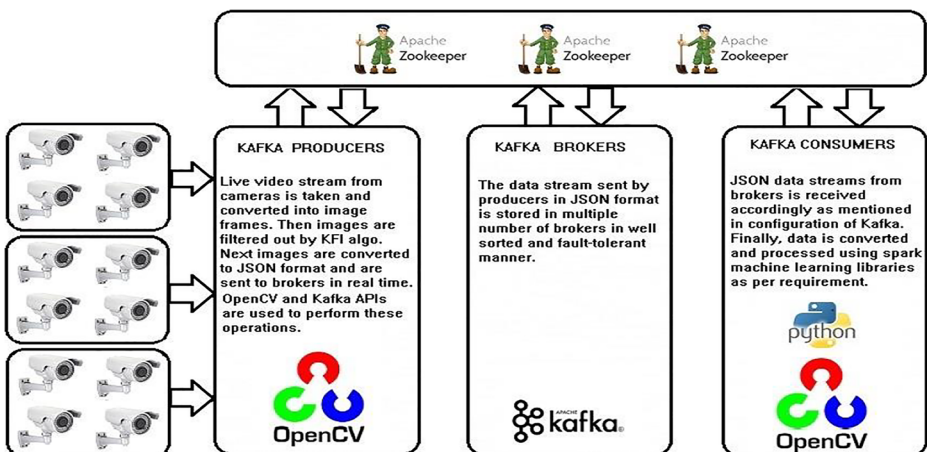 Apache
Zookeeper
Apache
Zookeeper
Apache
Zookeeper
KAFKA PRODUCERS
Live video stream from
cameras is taken and
converted into image
frames. Then images are
filtered out by KFI algo.
Next images are converted
to JSON format and are
sent to brokers in real time.
OpenCV and Kafka APIs
are used to perform these
operations.
OpenCV
KAFKA BROKERS
The data stream sent by
producers in JSON format
is stored in multiple
number of brokers in well
sorted and fault-tolerant
manner.
APACHE
kafka®
KAFKA CONSUMERS
JSON data streams from
brokers is received
accordingly as mentioned
in configuration of Kafka.
Finally, data is converted
and processed using spark
machine learning libraries
as per requirement.
python
OpenCV